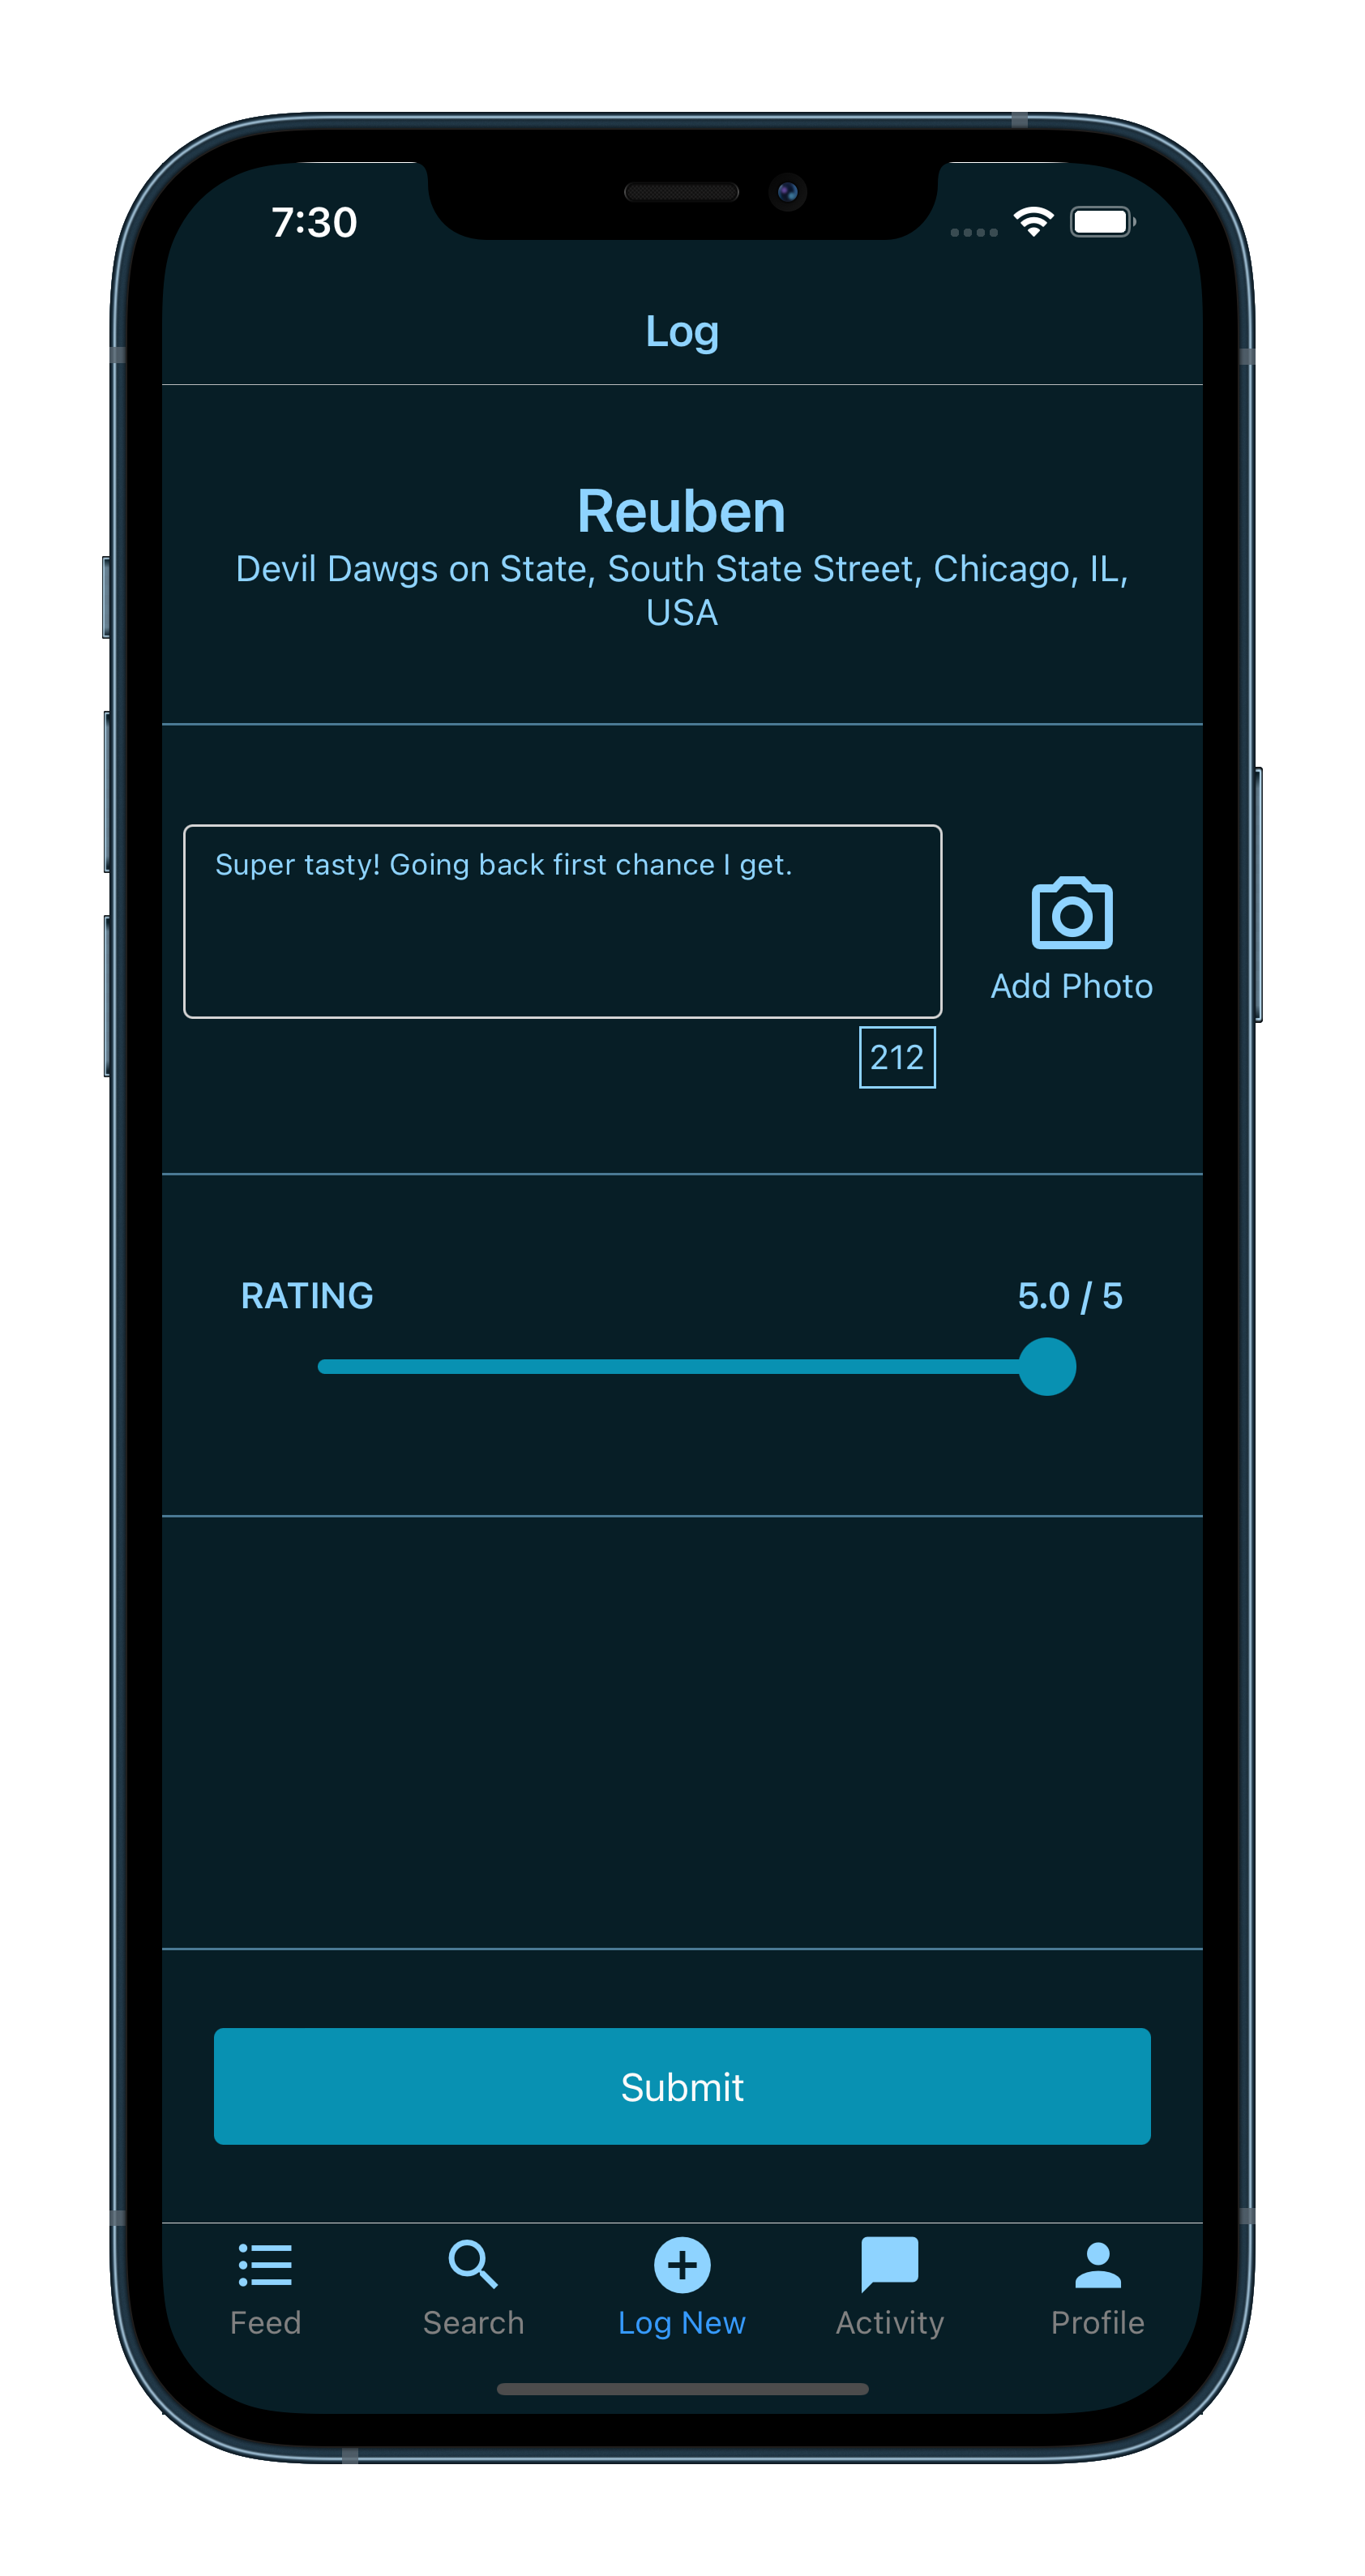 7:30
Log
Reuben
Devil Dawgs on State, South State Street, Chicago, IL,
USA
Super tasty! Going back first chance I get.
Add Photo
212
RATING 5.0 / 5
Submit
Feed Search Log New Activity Profile